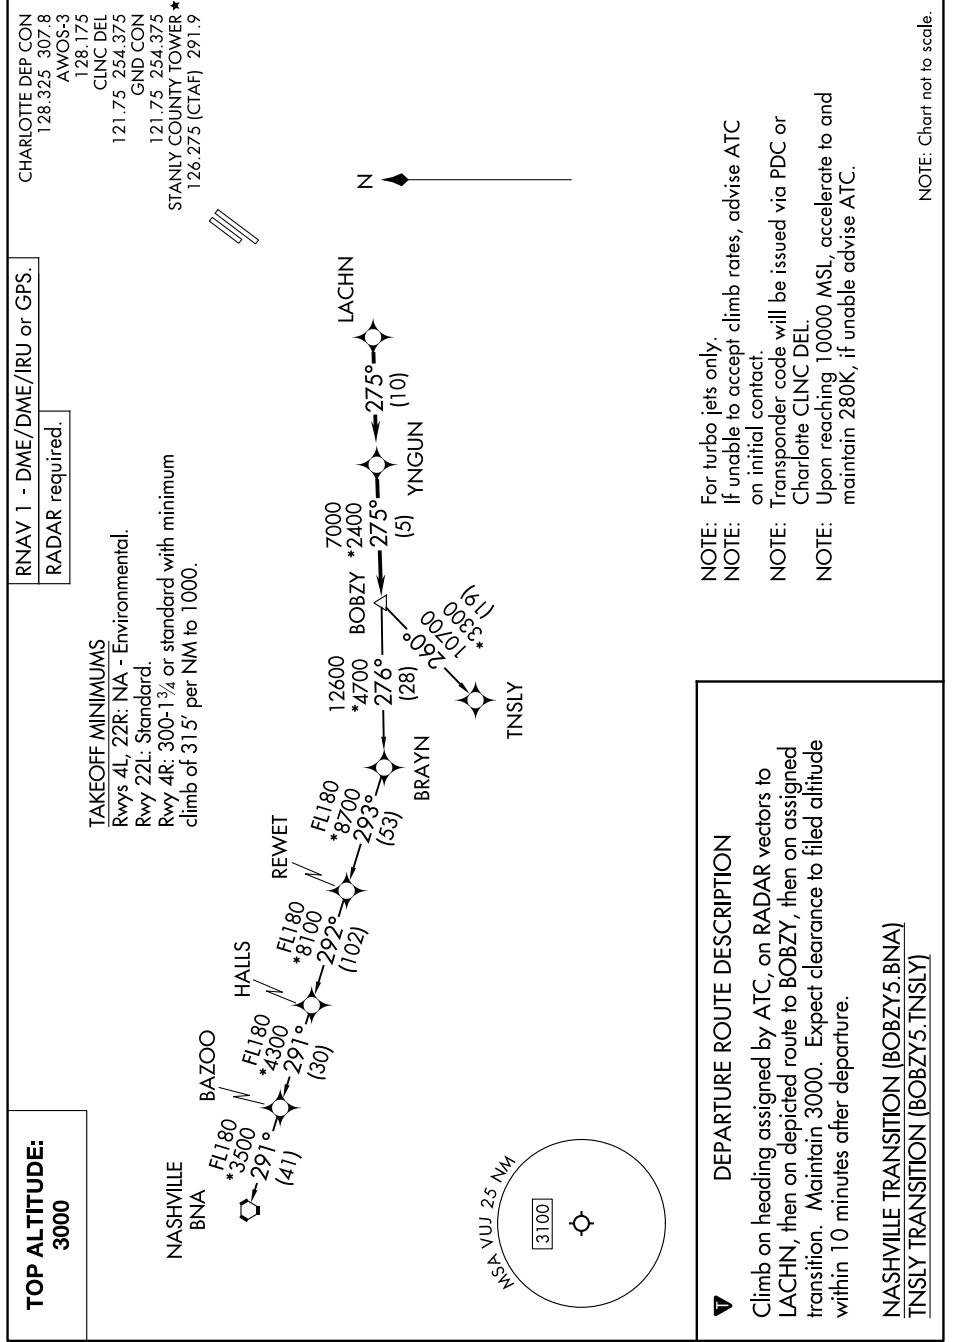 TOP ALTITUDE:
3000
RNAV 1 - DME/DME/IRU or GPS.
RADAR required.
CHARLOTTE DEP CON
128.325 307.8
AWOS-3
128.175
CLNC DEL
121.75 254.375
GND CON
121.75 254.375
STANLY COUNTY TOWER ★
126.275 (CTAF) 291.9
TAKEOFF MINIMUMS
Rwys 4L, 22R: NA - Environmental.
Rwy 22L: Standard.
Rwy 4R: 300-1¾ or standard with minimum
climb of 315' per NM to 1000.
NASHVILLE
BNA
FL180
*3500
291°
(41)
BAZOO
FL180
*4300
291°
(30)
HALLS
FL180
*8100
292°
(102)
REWET
FL180
*8700
293°
(53)
BRAYN
12600
*4700
276°
(28)
BOBZY
7000
*2400
275°
(5)
YNGUN
275°
(10)
LACHN
N
260°
10700
*3300
(19)
TNSLY
MSA VUJ 25 NM
3100
NOTE: For turbo jets only.
NOTE: If unable to accept climb rates, advise ATC
on initial contact.
NOTE: Transponder code will be issued via PDC or
Charlotte CLNC DEL.
NOTE: Upon reaching 10000 MSL, accelerate to and
maintain 280K, if unable advise ATC.
NOTE: Chart not to scale.
T
DEPARTURE ROUTE DESCRIPTION
Climb on heading assigned by ATC, on RADAR vectors to
LACHN, then on depicted route to BOBZY, then on assigned
transition. Maintain 3000. Expect clearance to filed altitude
within 10 minutes after departure.
NASHVILLE TRANSITION (BOBZY5.BNA)
TNSLY TRANSITION (BOBZY5.TNSLY)